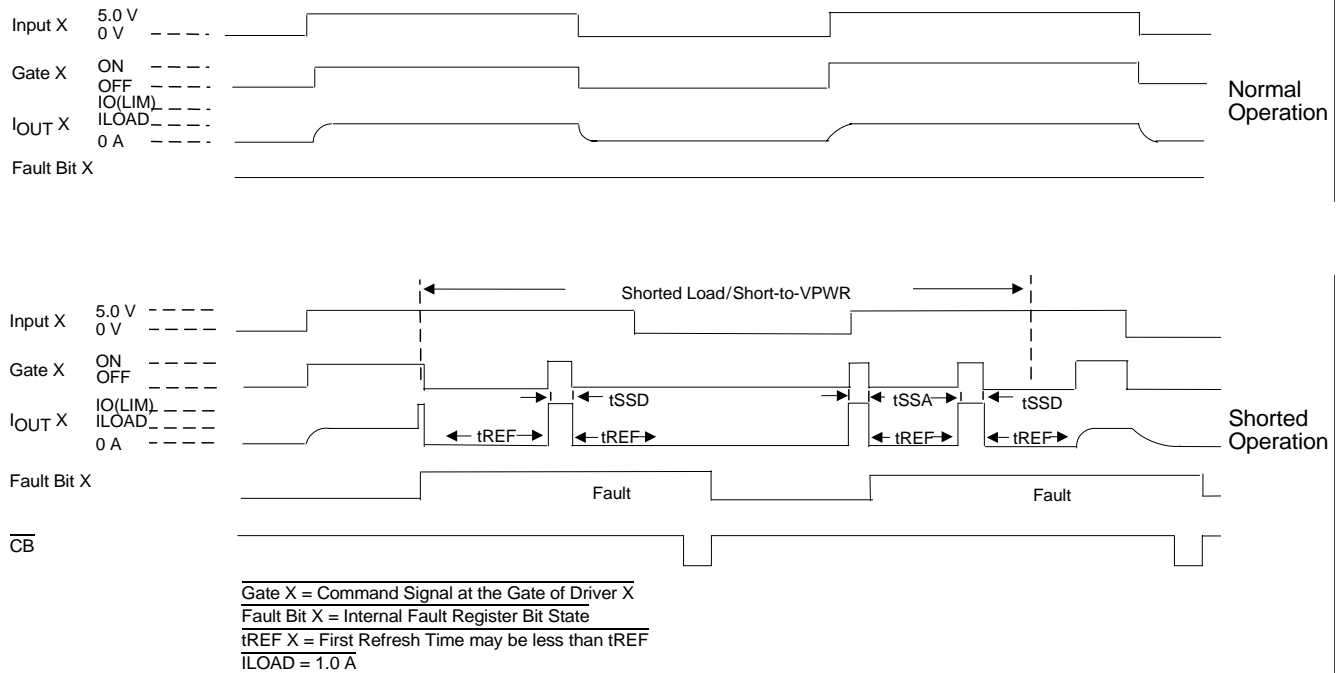 Input X 5.0 V
0 V
Gate X ON
OFF
IO(LIM)
IOUT X ILOAD
0 A
Fault Bit X
Normal
Operation
Shorted Load/Short-to-VPWR
Input X 5.0 V
0 V
Gate X ON
OFF
tSSD tSSA tSSD
IO(LIM)
IOUT X ILOAD
0 A
tREF tREF tREF tREF
Shorted
Operation
Fault Bit X
Fault Fault
CB
Gate X = Command Signal at the Gate of Driver X
Fault Bit X = Internal Fault Register Bit State
tREF X = First Refresh Time may be less than tREF
ILOAD = 1.0 A